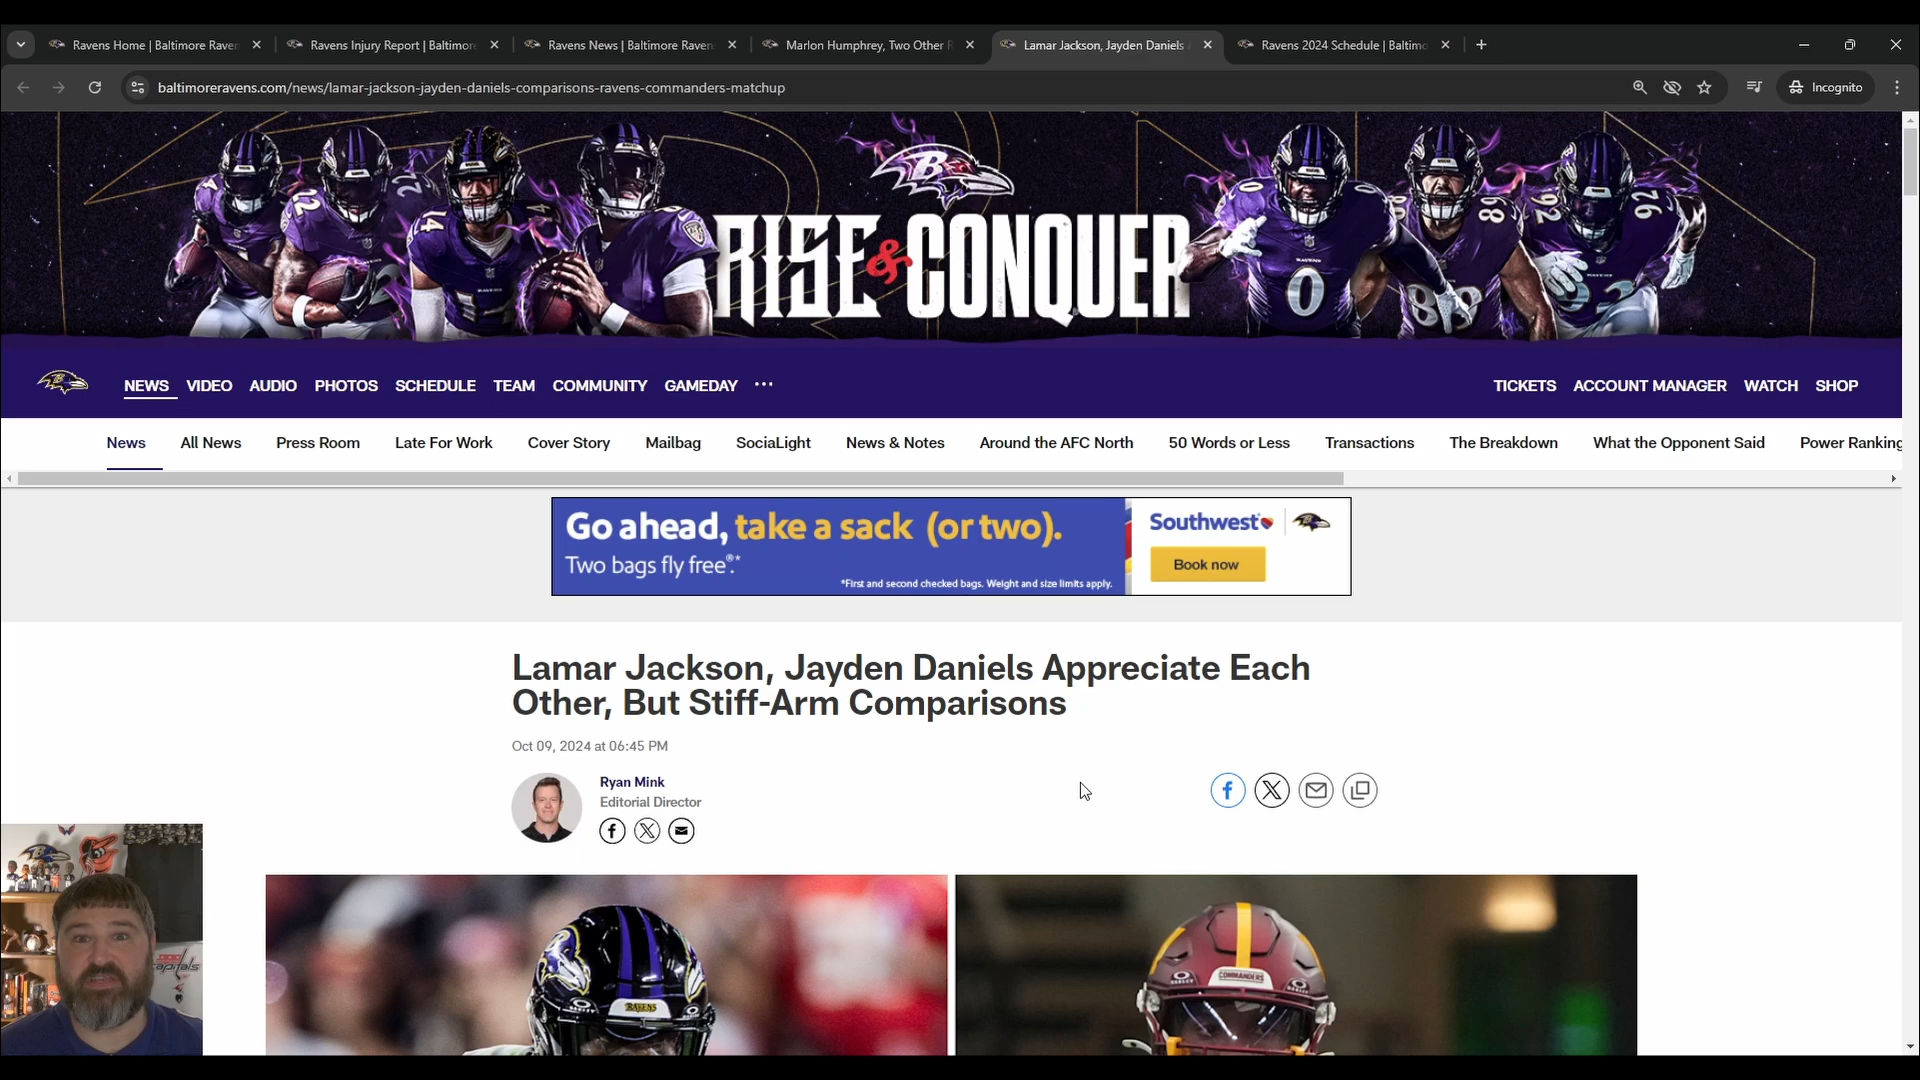 Ravens Home | Baltimore Raven
Ravens Injury Report | Baltimore
Ravens News | Baltimore Raven
Marlon Humphrey, Two Other R
Lamar Jackson, Jayden Daniels A
Ravens 2024 Schedule | Baltimo
baltimoreravens.com/news/lamar-jackson-jayden-daniels-comparisons-ravens-commanders-matchup
Incognito
RISE & CONQUER
NEWS VIDEO AUDIO PHOTOS SCHEDULE TEAM COMMUNITY GAMEDAY ...
TICKETS ACCOUNT MANAGER WATCH SHOP
News All News Press Room Late For Work Cover Story Mailbag SociaLight News & Notes Around the AFC North 50 Words or Less Transactions The Breakdown What the Opponent Said Power Ranking
Go ahead, take a sack (or two).
Two bags fly free®.*
*First and second checked bags. Weight and size limits apply.
Southwest
Book now
Lamar Jackson, Jayden Daniels Appreciate Each
Other, But Stiff-Arm Comparisons
Oct 09, 2024 at 06:45 PM
Ryan Mink
Editorial Director
RAVENS
COMMANDERS
capitals